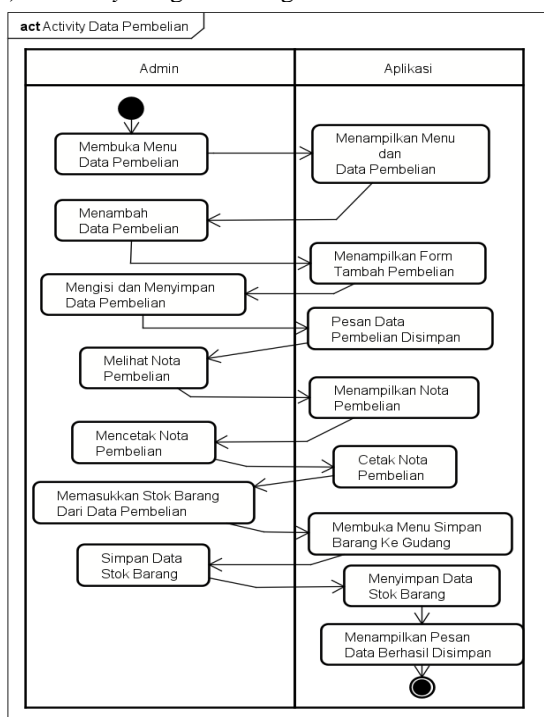 act Activity Data Pembelian
Admin
Aplikasi
Membuka Menu
Data Pembelian
Menampilkan Menu
dan
Data Pembelian
Menambah
Data Pembelian
Menampilkan Form
Tambah Pembelian
Mengisi dan Menyimpan
Data Pembelian
Pesan Data
Pembelian Disimpan
Melihat Nota
Pembelian
Menampilkan Nota
Pembelian
Mencetak Nota
Pembelian
Cetak Nota
Pembelian
Memasukkan Stok Barang
Dari Data Pembelian
Membuka Menu Simpan
Barang Ke Gudang
Simpan Data
Stok Barang
Menyimpan Data
Stok Barang
Menampilkan Pesan
Data Berhasil Disimpan